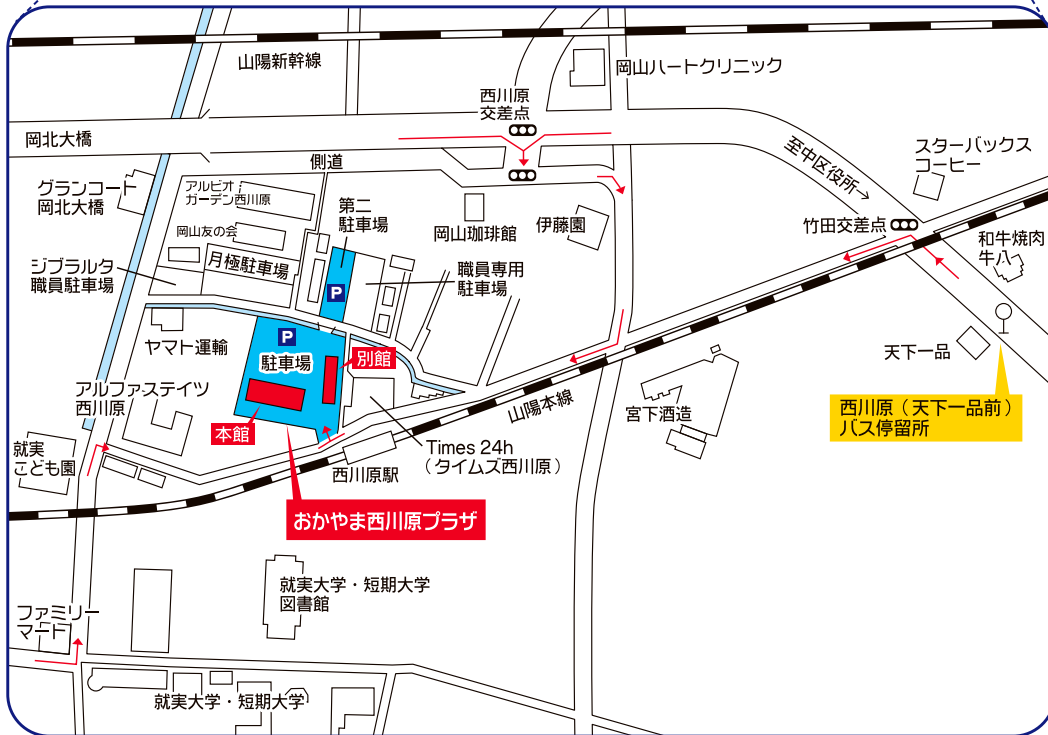 山陽新幹線
岡山ハートクリニック
西川原
交差点
岡北大橋
側道
至中区役所→
スターバックス
コーヒー
グランコート
岡北大橋
アルビオ
ガーデン西川原
岡山友の会
月極駐車場
第二
駐車場
岡山珈琲館
伊藤園
竹田交差点
和牛焼肉
牛八
ジブラルタ
職員駐車場
職員専用
駐車場
P
P
ヤマト運輸
駐車場
別館
天下一品
アルファステイツ
西川原
本館
山陽本線
宮下酒造
西川原（天下一品前）
バス停留所
就実
こども園
Times 24h
（タイムズ西川原）
西川原駅
おかやま西川原プラザ
就実大学・短期大学
図書館
ファミリー
マート
就実大学・短期大学